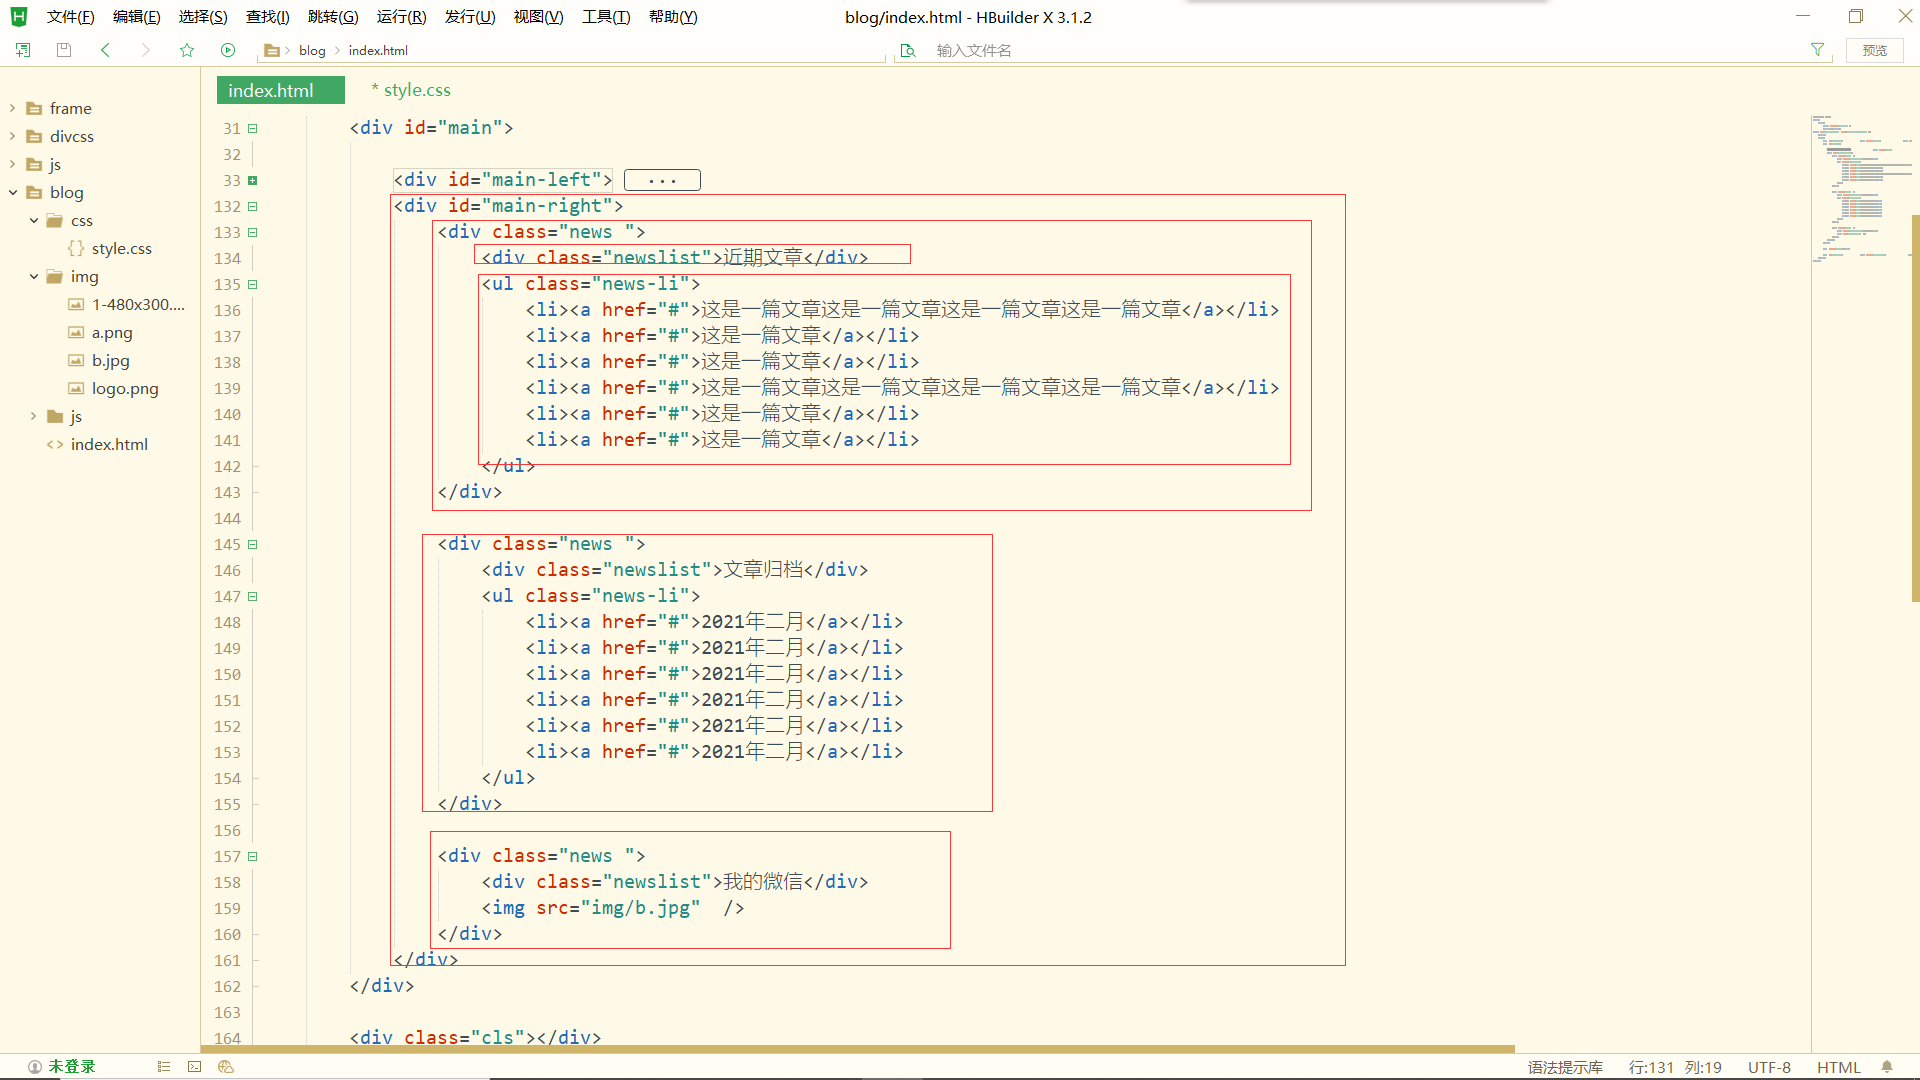 文件(F) 编辑(E) 选择(S) 查找(I) 跳转(G) 运行(R) 发行(U) 视图(V) 工具(T) 帮助(Y) blog/index.html - HBuilder X 3.1.2
blog index.html 输入文件名 预览
index.html * style.css
frame
divcss
js
blog
css
style.css
img
1-480x300....
a.png
b.jpg
logo.png
js
index.html
31 <div id="main">
32
33 <div id="main-left"> ...
132 <div id="main-right">
133 <div class="news ">
134 <div class="newslist">近期文章</div>
135 <ul class="news-li">
136 <li><a href="#">这是一篇文章这是一篇文章这是一篇文章这是一篇文章</a></li>
137 <li><a href="#">这是一篇文章</a></li>
138 <li><a href="#">这是一篇文章</a></li>
139 <li><a href="#">这是一篇文章这是一篇文章这是一篇文章这是一篇文章</a></li>
140 <li><a href="#">这是一篇文章</a></li>
141 <li><a href="#">这是一篇文章</a></li>
142 </ul>
143 </div>
144
145 <div class="news ">
146 <div class="newslist">文章归档</div>
147 <ul class="news-li">
148 <li><a href="#">2021年二月</a></li>
149 <li><a href="#">2021年二月</a></li>
150 <li><a href="#">2021年二月</a></li>
151 <li><a href="#">2021年二月</a></li>
152 <li><a href="#">2021年二月</a></li>
153 <li><a href="#">2021年二月</a></li>
154 </ul>
155 </div>
156
157 <div class="news ">
158 <div class="newslist">我的微信</div>
159 <img src="img/b.jpg"  />
160 </div>
161 </div>
162 </div>
163
164 <div class="cls"></div>
未登录 语法提示库 行:131 列:19 UTF-8 HTML